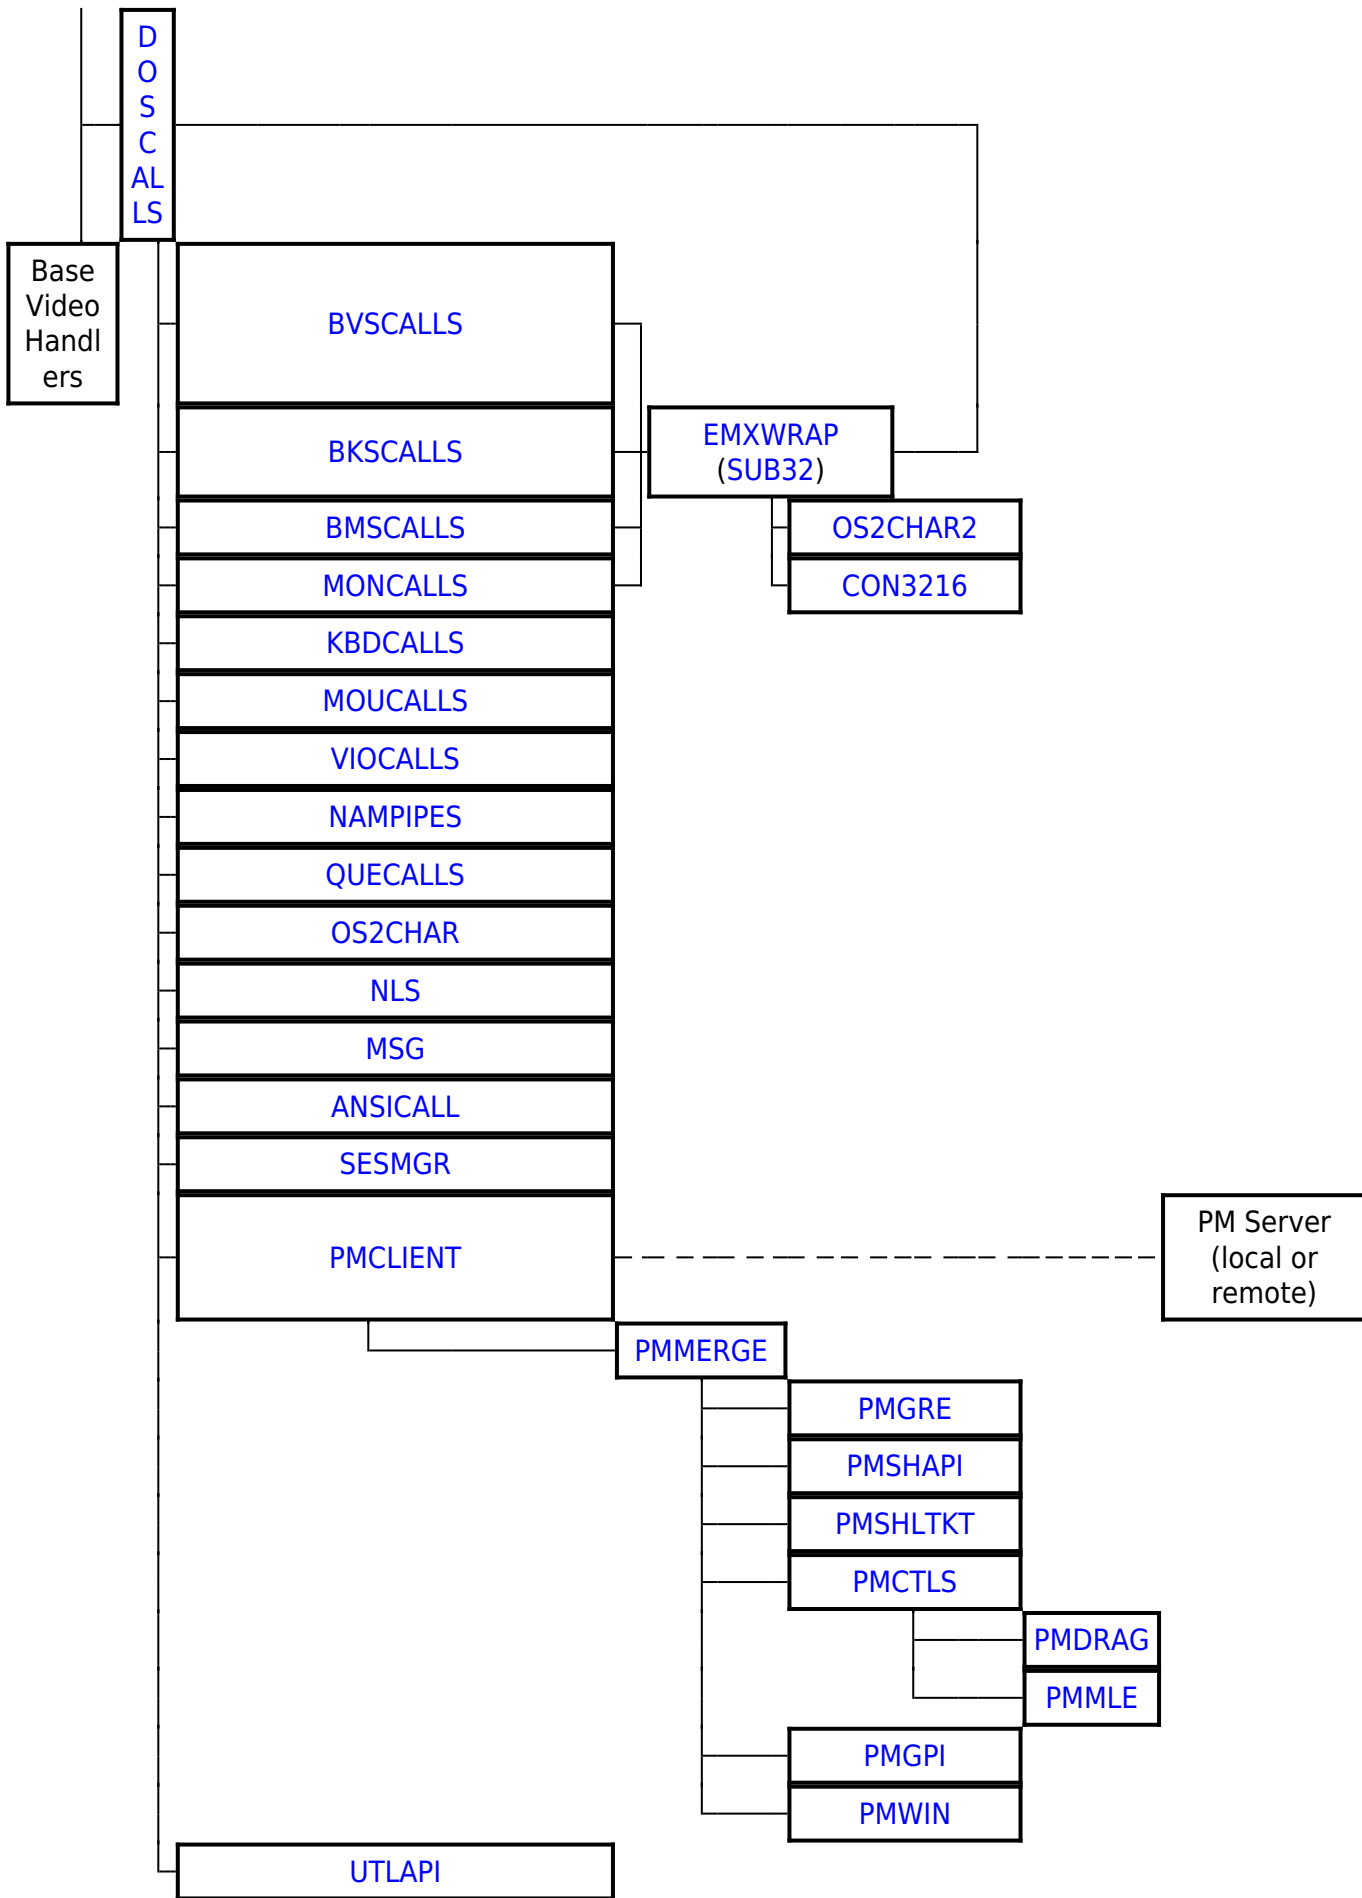 D
O
S
C
AL
LS
Base
Video
Handl
ers
BVSCALLS
BKSCALLS
EMXWRAP
(SUB32)
BMSCALLS
OS2CHAR2
MONCALLS
CON3216
KBDCALLS
MOUCALLS
VIOCALLS
NAMPIPES
QUECALLS
OS2CHAR
NLS
MSG
ANSICALL
SESMGR
PMCLIENT
PM Server
(local or
remote)
PMMERGE
PMGRE
PMSHAPI
PMSHLTKT
PMCTLS
PMDRAG
PMMLE
PMGPI
PMWIN
UTLAPI